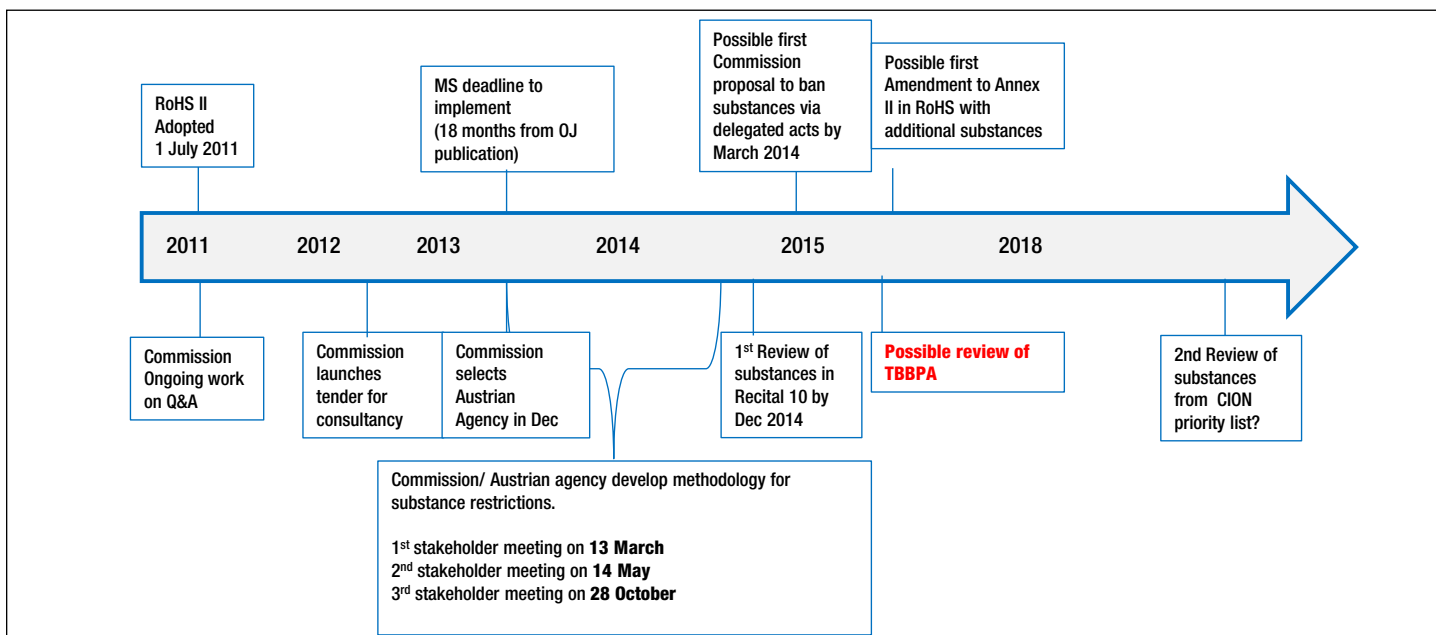 RoHS II
Adopted
1 July 2011
MS deadline to
implement
(18 months from OJ
publication)
Possible first
Commission
proposal to ban
substances via
delegated acts by
March 2014
Possible first
Amendment to Annex
II in RoHS with
additional substances
2011
2012
2013
2014
2015
2018
Commission
Ongoing work
on Q&A
Commission
launches
tender for
consultancy
Commission
selects
Austrian
Agency in Dec
1st Review of
substances in
Recital 10 by
Dec 2014
Possible review of
TBBPA
2nd Review of
substances
from CION
priority list?
Commission/ Austrian agency develop methodology for
substance restrictions.
1st stakeholder meeting on 13 March
2nd stakeholder meeting on 14 May
3rd stakeholder meeting on 28 October